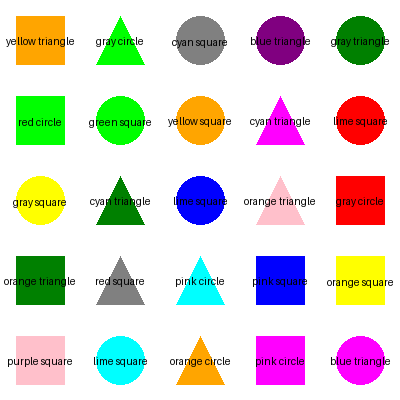 yellow triangle gray circle cyan square blue triangle gray triangle
red circle green square yellow square cyan triangle lime square
gray square cyan triangle lime square orange triangle gray circle
orange triangle red square pink circle pink square orange square
purple square lime square orange circle pink circle blue triangle